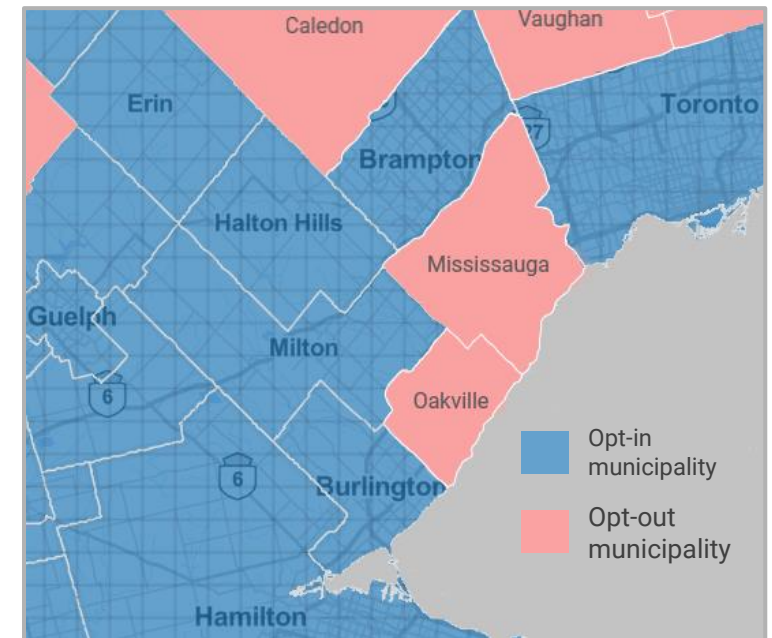 Caledon
Vaughan
Erin
Toronto
27
Brampton
Halton Hills
Mississauga
Guelph
Milton
6
Oakville
Opt-in
municipality
6
Burlington
Opt-out
municipality
Hamilton